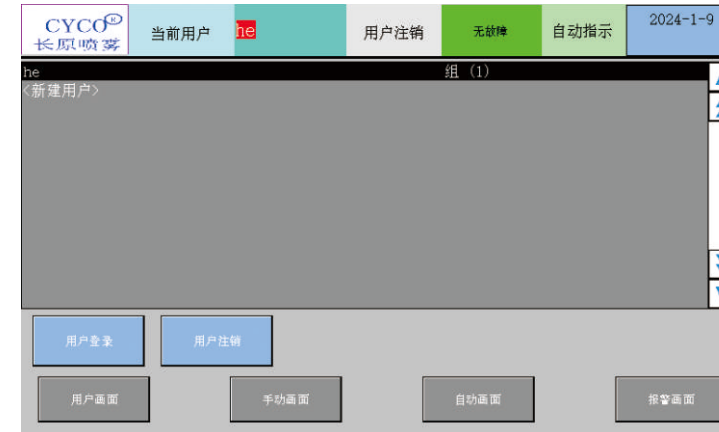 CYCO®
长原喷雾
当前用户
he
用户注销
无故障
自动指示
2024-1-9
he
组 (1)
<新建用户>
用户登录
用户注销
用户画面
手动画面
自动画面
报警画面